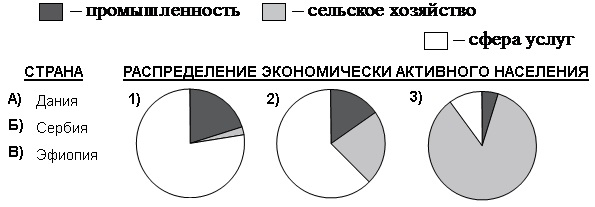 – промышленность – сельское хозяйство
– сфера услуг
СТРАНА РАСПРЕДЕЛЕНИЕ ЭКОНОМИЧЕСКИ АКТИВНОГО НАСЕЛЕНИЯ
А) Дания 1) 2) 3)
Б) Сербия
В) Эфиопия